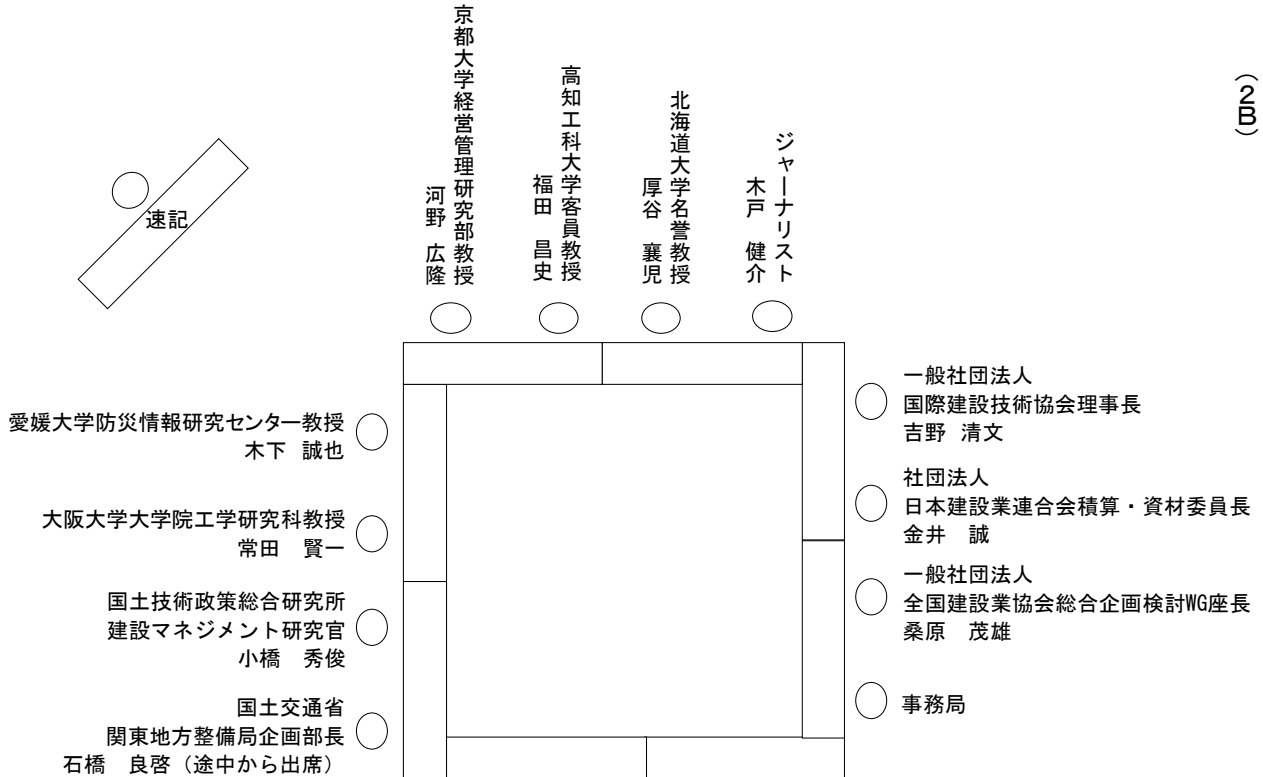 （２Ｂ）
ジャーナリスト
木戸　健介
北海道大学名誉教授
厚谷　襄児
高知工科大学客員教授
福田　昌史
京都大学経営管理研究部教授
河野 広隆
速記
愛媛大学防災情報研究センター教授
木下 誠也
大阪大学大学院工学研究科教授
常田　賢一
国土技術政策総合研究所
建設マネジメント研究官
小橋　秀俊
国土交通省
関東地方整備局企画部長
石橋　良啓（途中から出席）
一般社団法人
国際建設技術協会理事長
吉野 清文
社団法人
日本建設業連合会積算・資材委員長
金井　誠
一般社団法人
全国建設業協会総合企画検討WG座長
桑原　茂雄
事務局